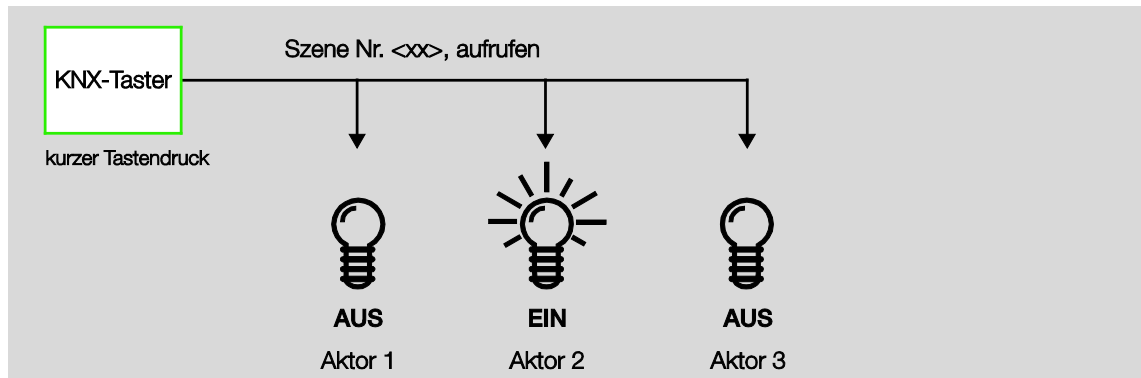 Szene Nr. <xx>, aufrufen
KNX-Taster
kurzer Tastendruck
AUS EIN AUS
Aktor 1 Aktor 2 Aktor 3